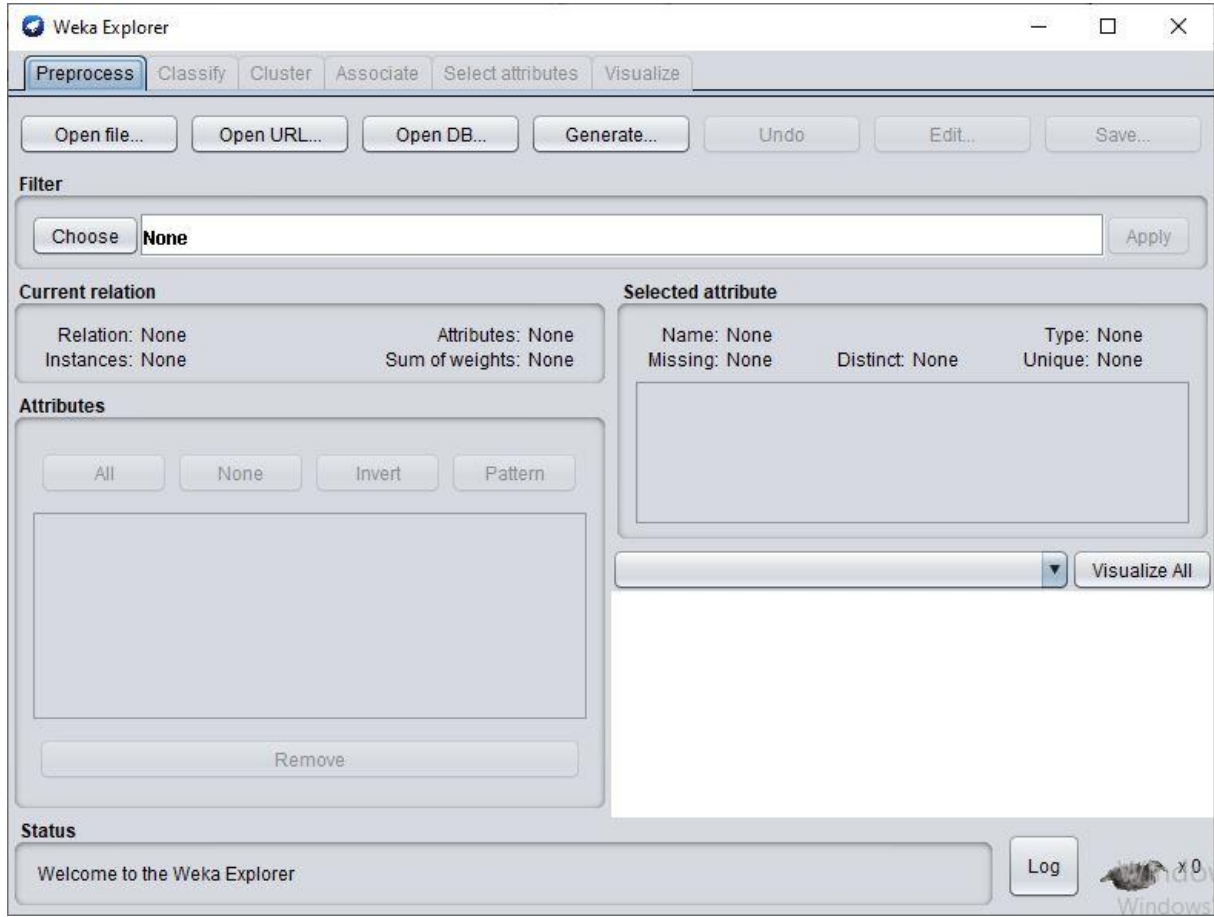 Weka Explorer
Preprocess Classify Cluster Associate Select attributes Visualize
Open file... Open URL... Open DB... Generate... Undo Edit... Save...
Filter
Choose None Apply
Current relation
Relation: None Attributes: None
Instances: None Sum of weights: None
Selected attribute
Name: None Type: None
Missing: None Distinct: None Unique: None
Attributes
All None Invert Pattern
Remove
Visualize All
Status
Welcome to the Weka Explorer
Log x 0
Windows